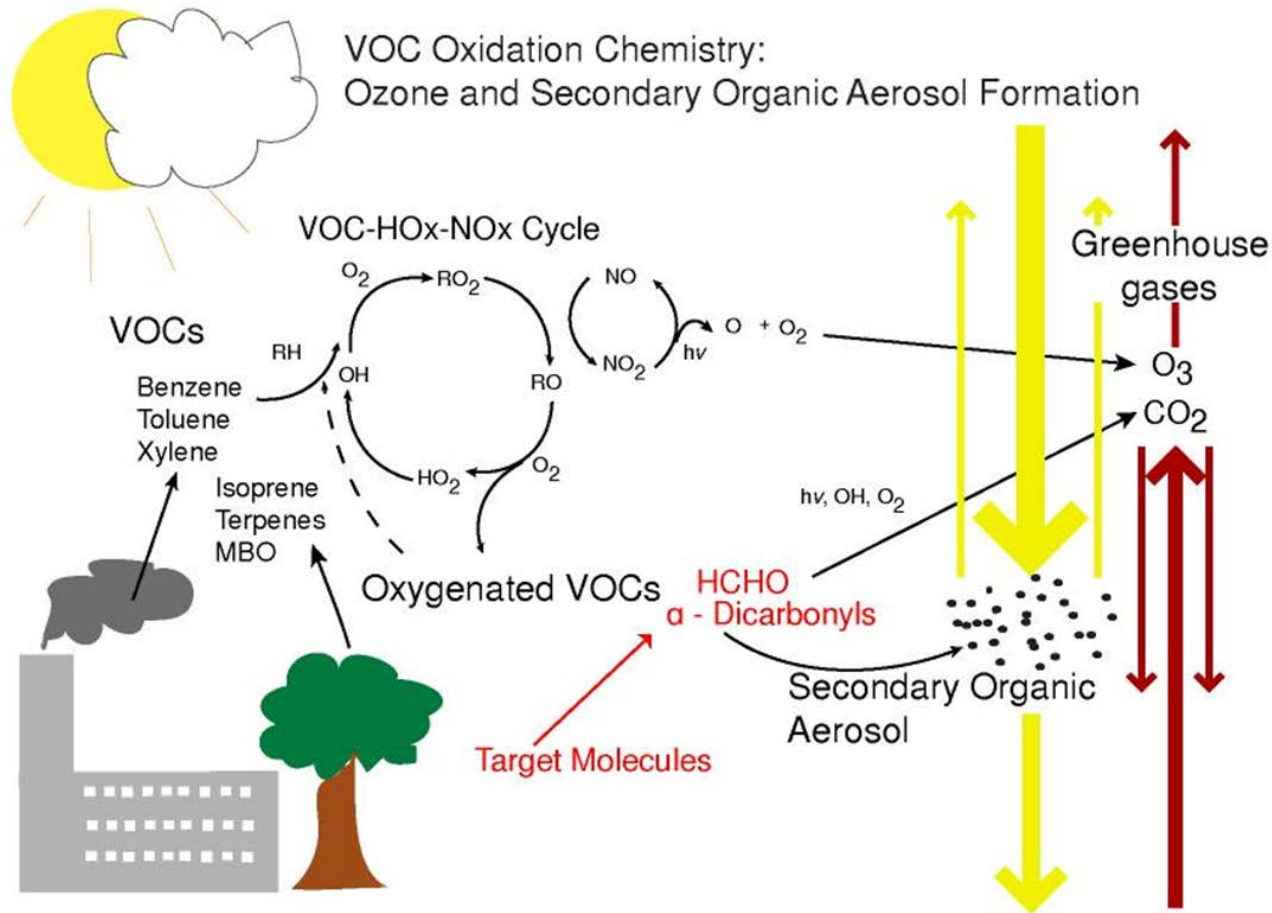 VOC Oxidation Chemistry:
Ozone and Secondary Organic Aerosol Formation
VOC-HOx-NOx Cycle
O2
RO2
NO
Greenhouse
gases
VOCs
RH
OH
RO
NO2
hν
O + O2
O3
CO2
Benzene
Toluene
Xylene
HO2
O2
Isoprene
Terpenes
MBO
hν, OH, O2
Oxygenated VOCs
HCHO
α - Dicarbonyls
Secondary Organic
Aerosol
Target Molecules